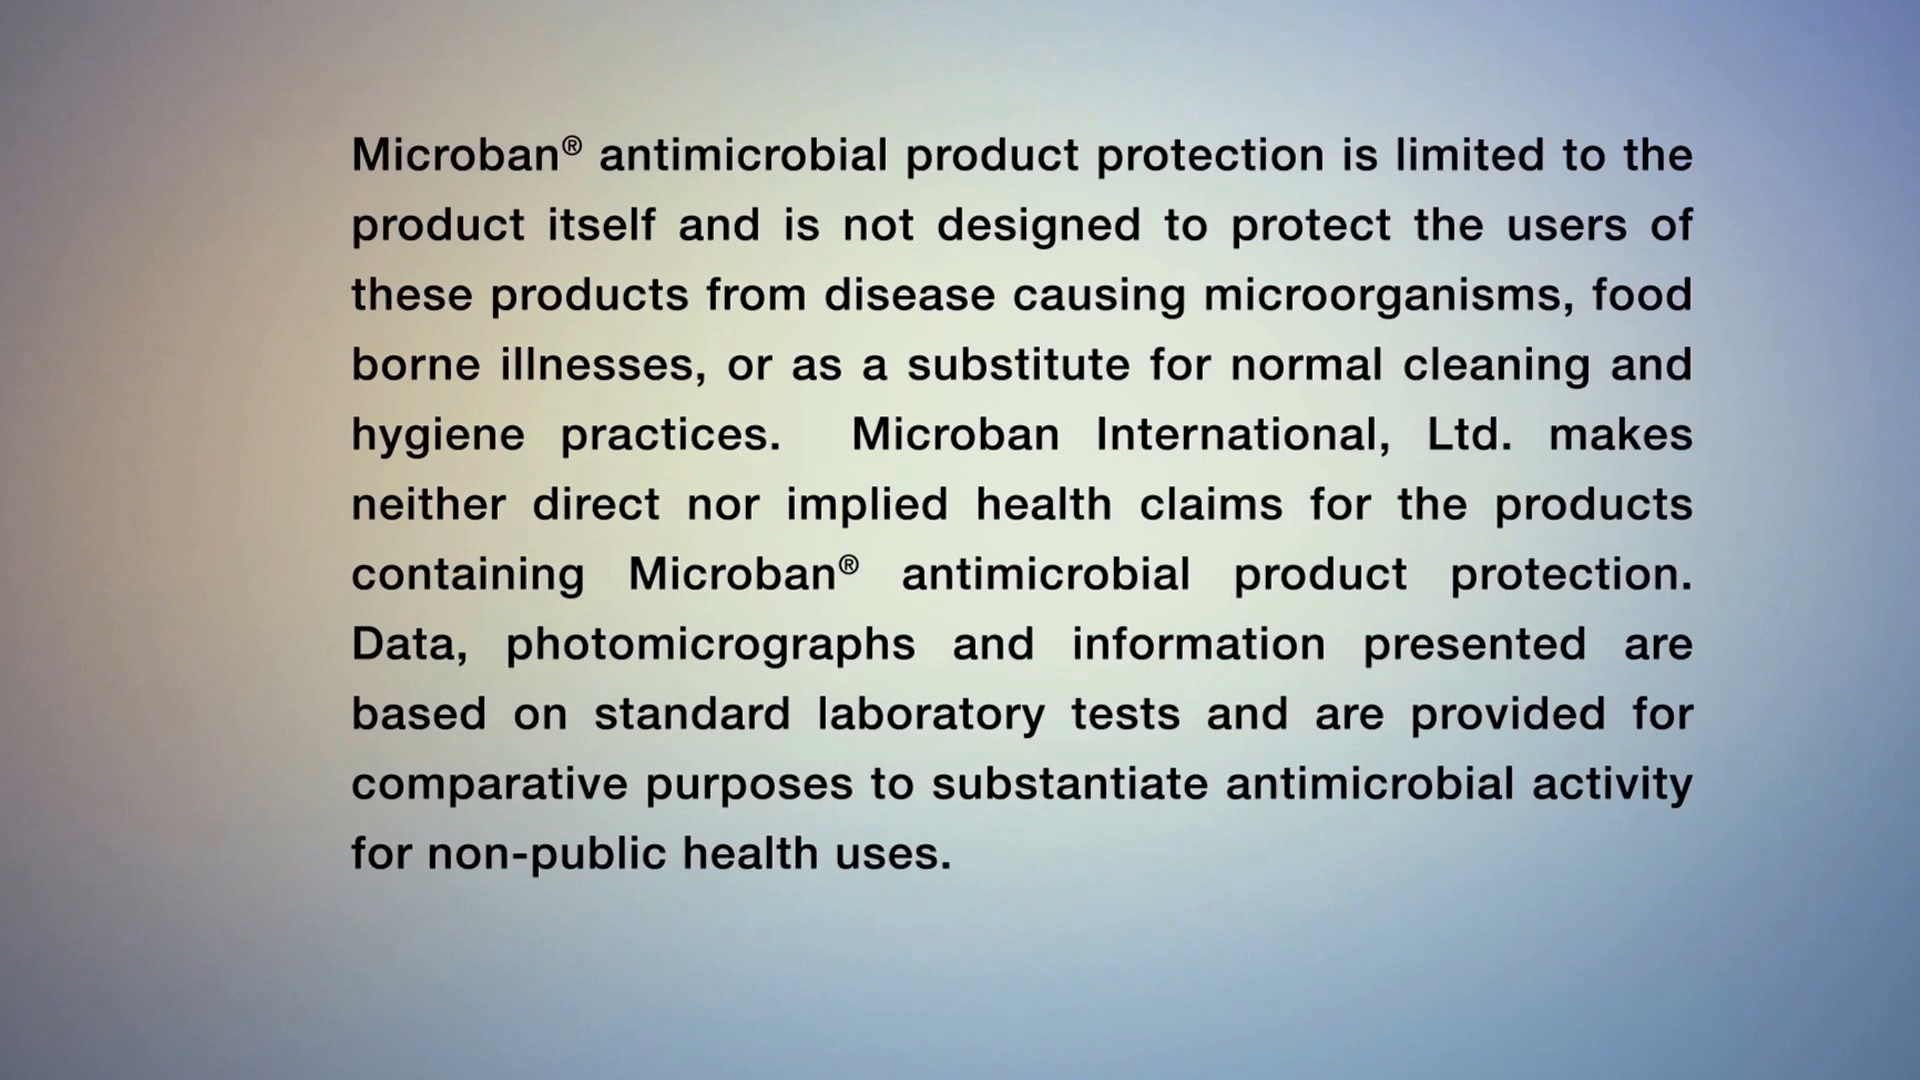 Microban® antimicrobial product protection is limited to the
product itself and is not designed to protect the users of
these products from disease causing microorganisms, food
borne illnesses, or as a substitute for normal cleaning and
hygiene practices. Microban International, Ltd. makes
neither direct nor implied health claims for the products
containing Microban® antimicrobial product protection.
Data, photomicrographs and information presented are
based on standard laboratory tests and are provided for
comparative purposes to substantiate antimicrobial activity
for non-public health uses.